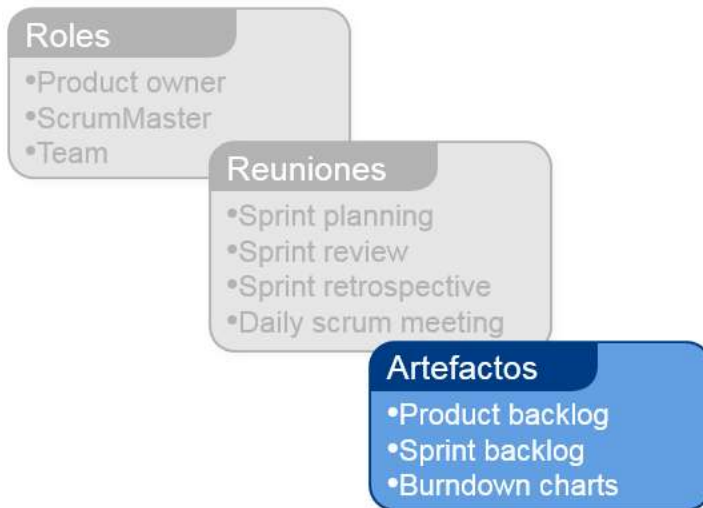 Roles
•Product owner
•ScrumMaster
•Team
Reuniones
•Sprint planning
•Sprint review
•Sprint retrospective
•Daily scrum meeting
Artefactos
•Product backlog
•Sprint backlog
•Burndown charts